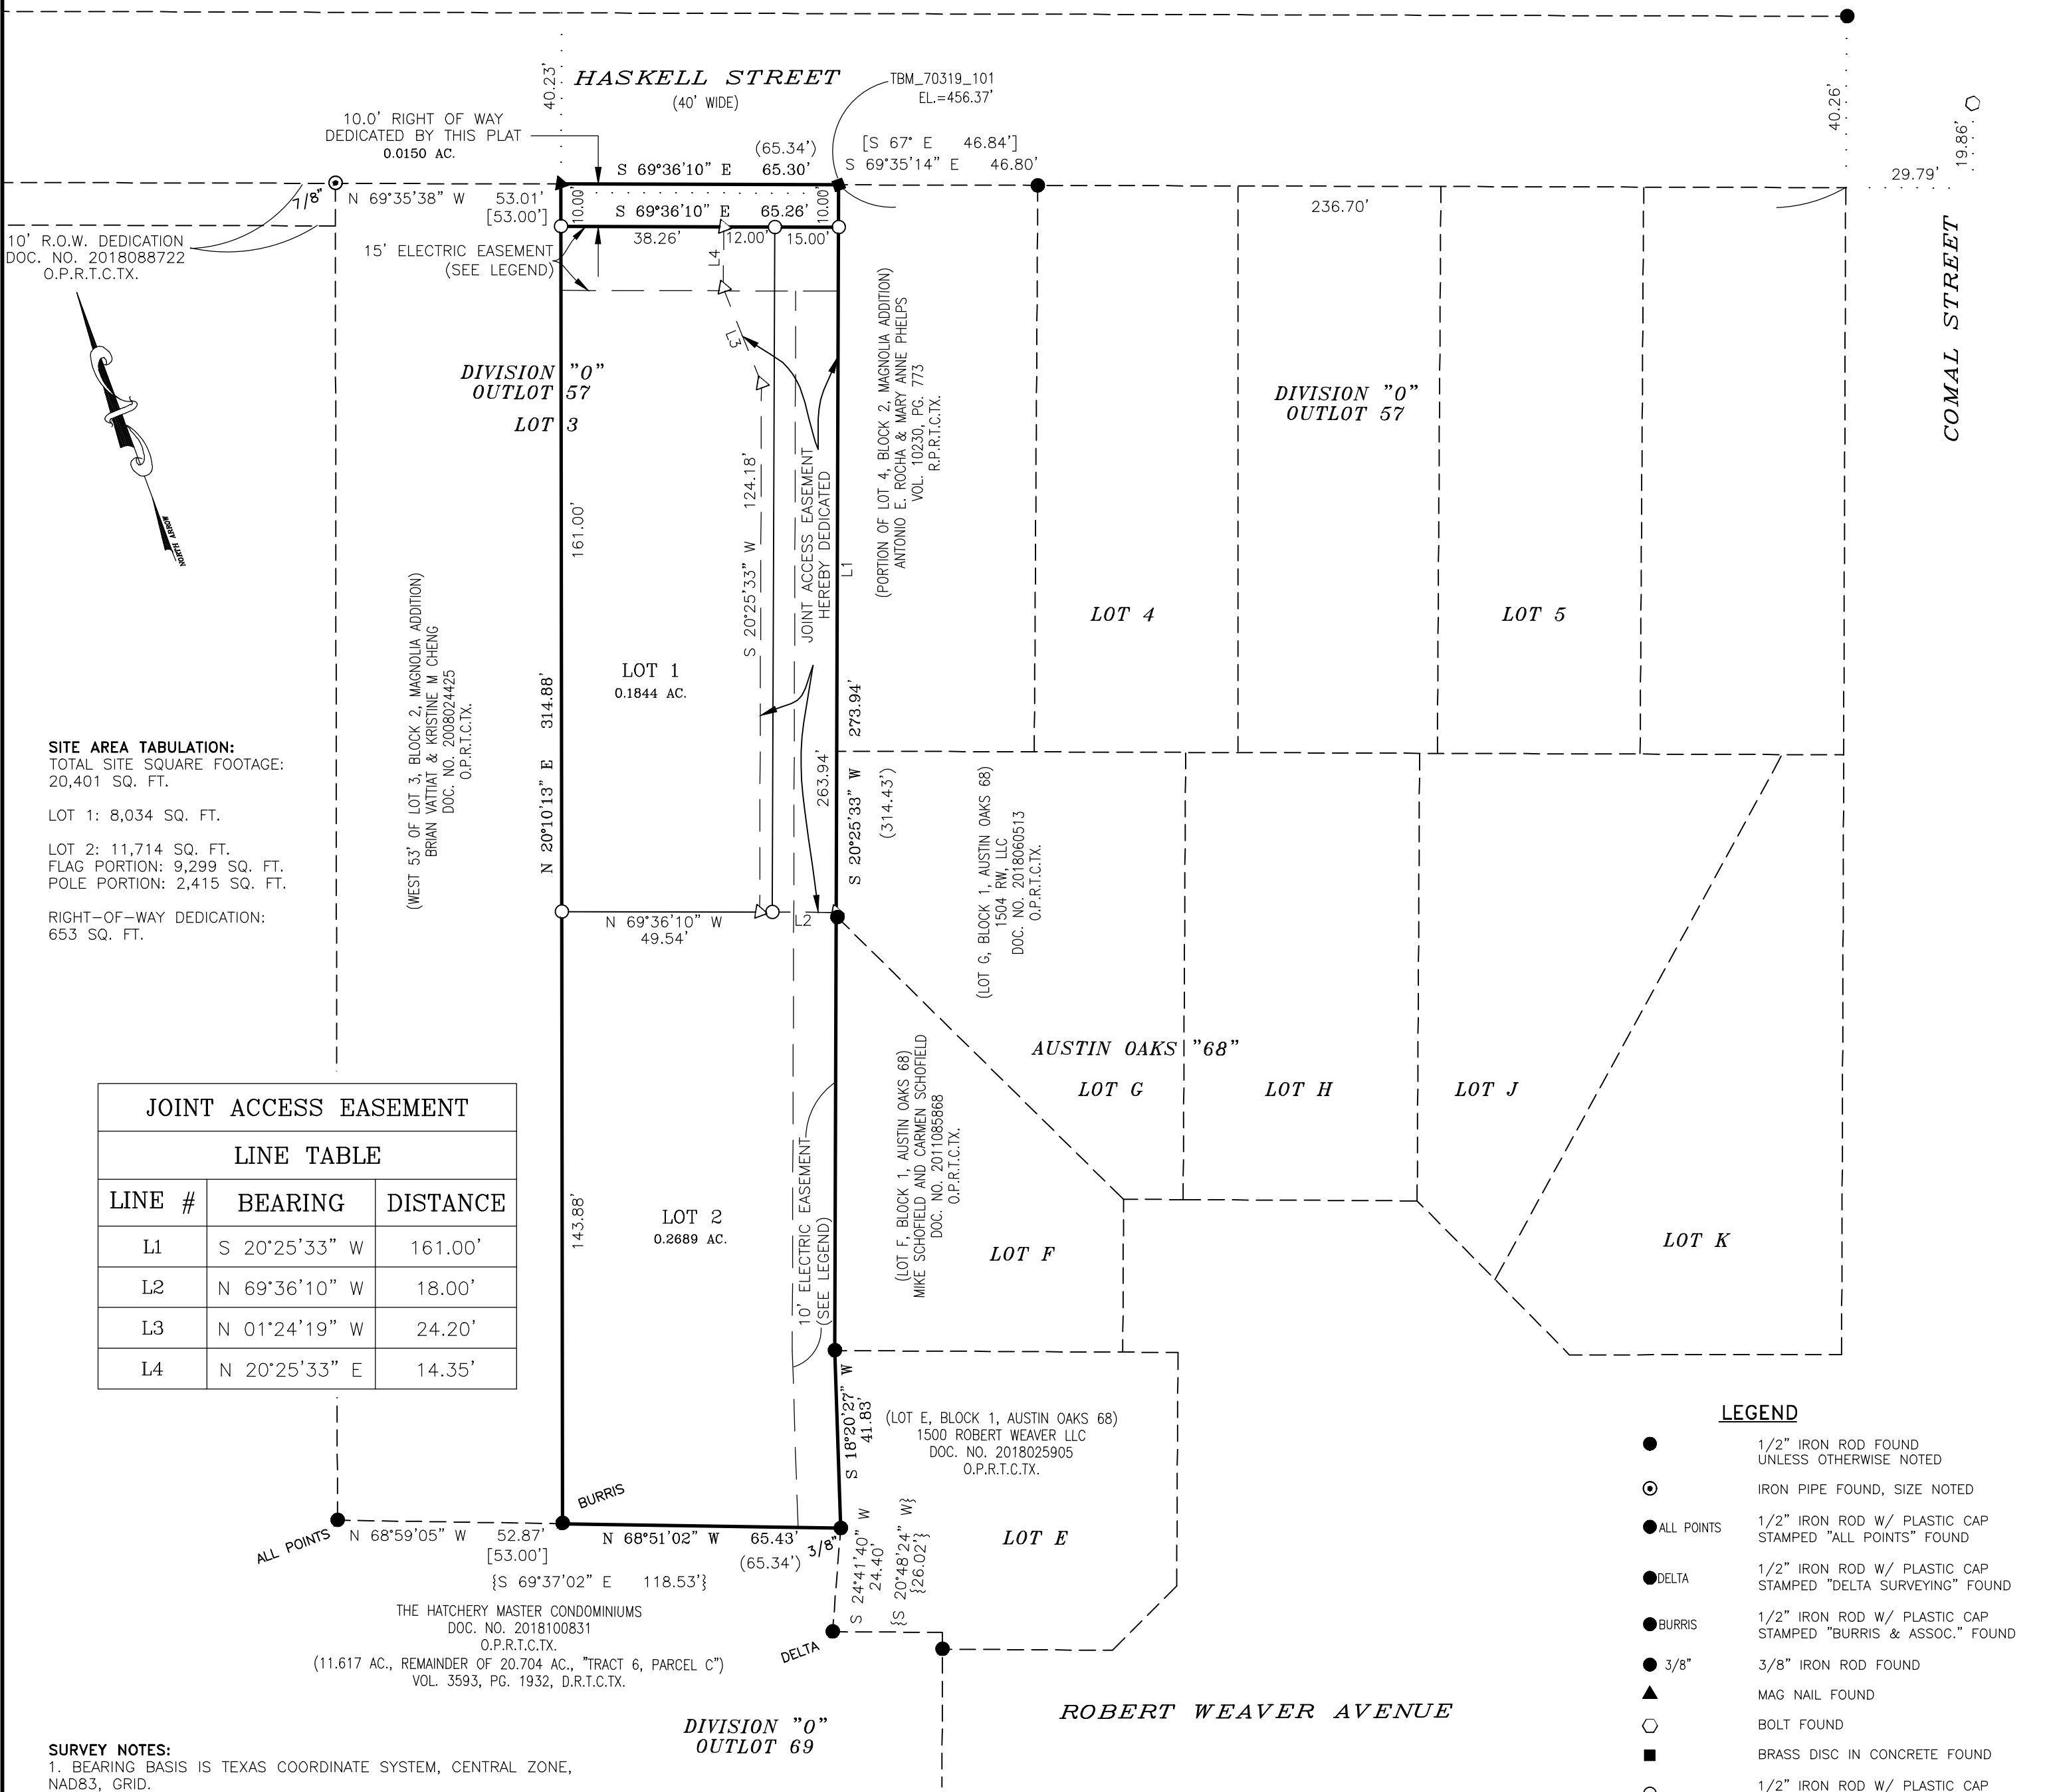 40.23'
HASKELL STREET
(40' WIDE)
TBM_70319_101
EL.=456.37'
40.26'
19.86'
29.79'
10.0' RIGHT OF WAY
DEDICATED BY THIS PLAT
0.0150 AC.
(65.34')
S 69°36'10" E 65.30'
[S 67° E 46.84']
S 69°35'14" E 46.80'
236.70'
7/8"
N 69°35'38" W 53.01'
[53.00']
10.00'
S 69°36'10" E 65.26'
10.00'
38.26'
12.00'
15.00'
10' R.O.W. DEDICATION
DOC. NO. 2018088722
O.P.R.T.C.TX.
15' ELECTRIC EASEMENT
(SEE LEGEND)
L4
L3
NORTH ARROW
COMAL STREET
DIVISION "O"
OUTLOT 57
LOT 3
DIVISION "O"
OUTLOT 57
(PORTION OF LOT 4, BLOCK 2, MAGNOLIA ADDITION)
ANTONIO E. ROCHA & MARY ANNE PHELPS
VOL. 10230, PG. 773
R.P.R.T.C.TX.
161.00'
S 20°25'33" W 124.18'
JOINT ACCESS EASEMENT
HEREBY DEDICATED
L1
LOT 4
LOT 5
(WEST 53' OF LOT 3, BLOCK 2, MAGNOLIA ADDITION)
BRIAN VATTIAT & KRISTINE M CHENG
DOC. NO. 2008024425
O.P.R.T.C.TX.
N 20°10'13" E 314.88'
LOT 1
0.1844 AC.
263.94'
S 20°25'33" W 273.94'
(314.43')
SITE AREA TABULATION:
TOTAL SITE SQUARE FOOTAGE:
20,401 SQ. FT.
LOT 1: 8,034 SQ. FT.
LOT 2: 11,714 SQ. FT.
FLAG PORTION: 9,299 SQ. FT.
POLE PORTION: 2,415 SQ. FT.
RIGHT-OF-WAY DEDICATION:
653 SQ. FT.
N 69°36'10" W
49.54'
L2
(LOT G, BLOCK 1, AUSTIN OAKS 68)
1504 RW, LLC
DOC. NO. 2018060513
O.P.R.T.C.TX.
AUSTIN OAKS "68"
LOT G
LOT H
LOT J
LOT K
LOT F
(LOT F, BLOCK 1, AUSTIN OAKS 68)
MIKE SCHOFIELD AND CARMEN SCHOFIELD
DOC. NO. 2011085868
O.P.R.T.C.TX.
JOINT ACCESS EASEMENT
LINE TABLE
LINE # BEARING DISTANCE
L1 S 20°25'33" W 161.00'
L2 N 69°36'10" W 18.00'
L3 N 01°24'19" W 24.20'
L4 N 20°25'33" E 14.35'
143.88'
LOT 2
0.2689 AC.
10' ELECTRIC EASEMENT
(SEE LEGEND)
S 18°20'27" W
41.83'
(LOT E, BLOCK 1, AUSTIN OAKS 68)
1500 ROBERT WEAVER LLC
DOC. NO. 2018025905
O.P.R.T.C.TX.
LOT E
BURRIS
ALL POINTS
N 68°59'05" W 52.87'
[53.00']
N 68°51'02" W 65.43'
(65.34')
3/8"
{S 69°37'02" E 118.53'}
S 24°41'40" W
24.40'
{S 20°48'24" W}
{26.02'}
DELTA
THE HATCHERY MASTER CONDOMINIUMS
DOC. NO. 2018100831
O.P.R.T.C.TX.
(11.617 AC., REMAINDER OF 20.704 AC., "TRACT 6, PARCEL C")
VOL. 3593, PG. 1932, D.R.T.C.TX.
DIVISION "O"
OUTLOT 69
ROBERT WEAVER AVENUE
SURVEY NOTES:
1. BEARING BASIS IS TEXAS COORDINATE SYSTEM, CENTRAL ZONE,
NAD83, GRID.
LEGEND
1/2" IRON ROD FOUND
UNLESS OTHERWISE NOTED
IRON PIPE FOUND, SIZE NOTED
ALL POINTS 1/2" IRON ROD W/ PLASTIC CAP
STAMPED "ALL POINTS" FOUND
DELTA 1/2" IRON ROD W/ PLASTIC CAP
STAMPED "DELTA SURVEYING" FOUND
BURRIS 1/2" IRON ROD W/ PLASTIC CAP
STAMPED "BURRIS & ASSOC." FOUND
3/8" 3/8" IRON ROD FOUND
MAG NAIL FOUND
BOLT FOUND
BRASS DISC IN CONCRETE FOUND
1/2" IRON ROD W/ PLASTIC CAP